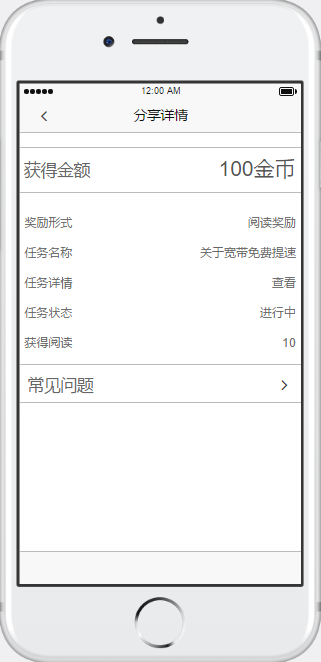 12:00 AM
分享详情
获得金额 100金币
奖励形式 阅读奖励
任务名称 关于宽带免费提速
任务详情 查看
任务状态 进行中
获得阅读 10
常见问题